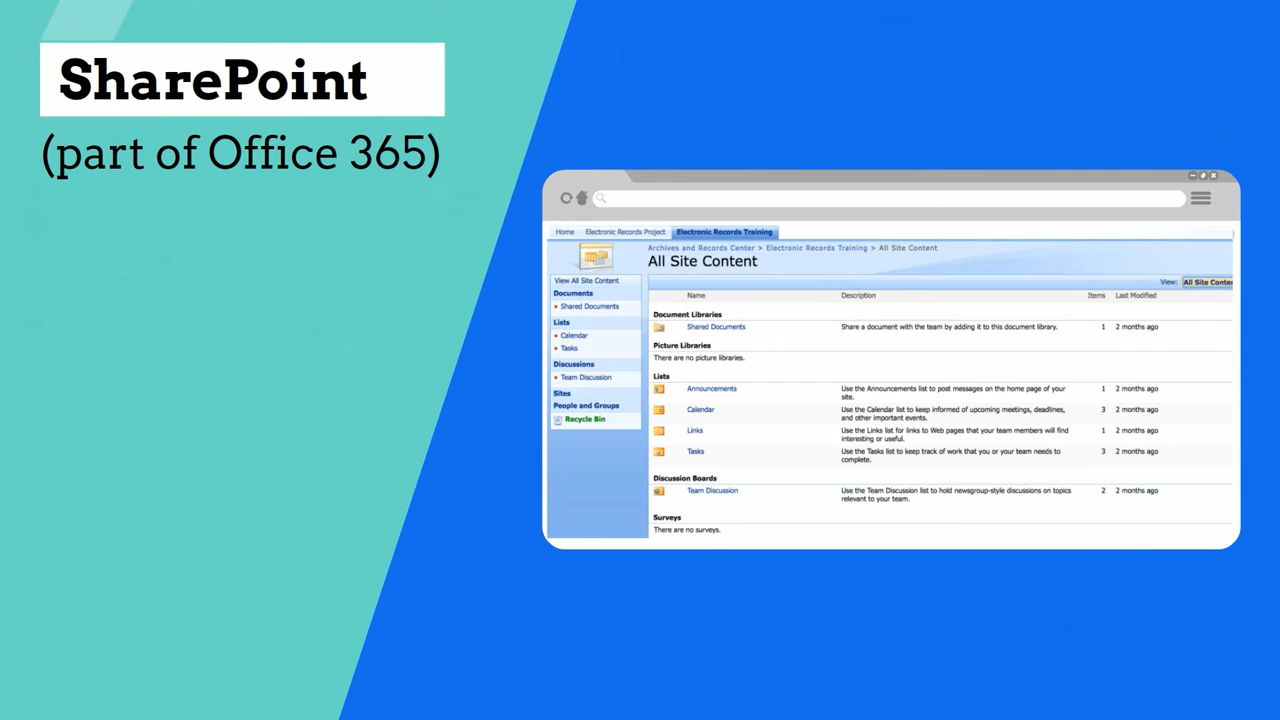 SharePoint
(part of Office 365)
Home Electronic Records Project Electronic Records Training
Archives and Records Center > Electronic Records Training > All Site Content
All Site Content
View All Site Content
Documents
Shared Documents
Lists
Calendar
Tasks
Discussions
Team Discussion
Sites
People and Groups
Recycle Bin
View: All Site Conter
Name Description Items Last Modified
Document Libraries
Shared Documents Share a document with the team by adding it to this document library. 1 2 months ago
Picture Libraries
There are no picture libraries.
Lists
Announcements Use the Announcements list to post messages on the home page of your 1 2 months ago
site.
Calendar Use the Calendar list to keep informed of upcoming meetings, deadlines, 3 2 months ago
and other important events.
Links Use the Links list for links to Web pages that your team members will find 1 2 months ago
interesting or useful.
Tasks Use the Tasks list to keep track of work that you or your team needs to 3 2 months ago
complete.
Discussion Boards
Team Discussion Use the Team Discussion list to hold newsgroup-style discussions on topics 2 2 months ago
relevant to your team.
Surveys
There are no surveys.